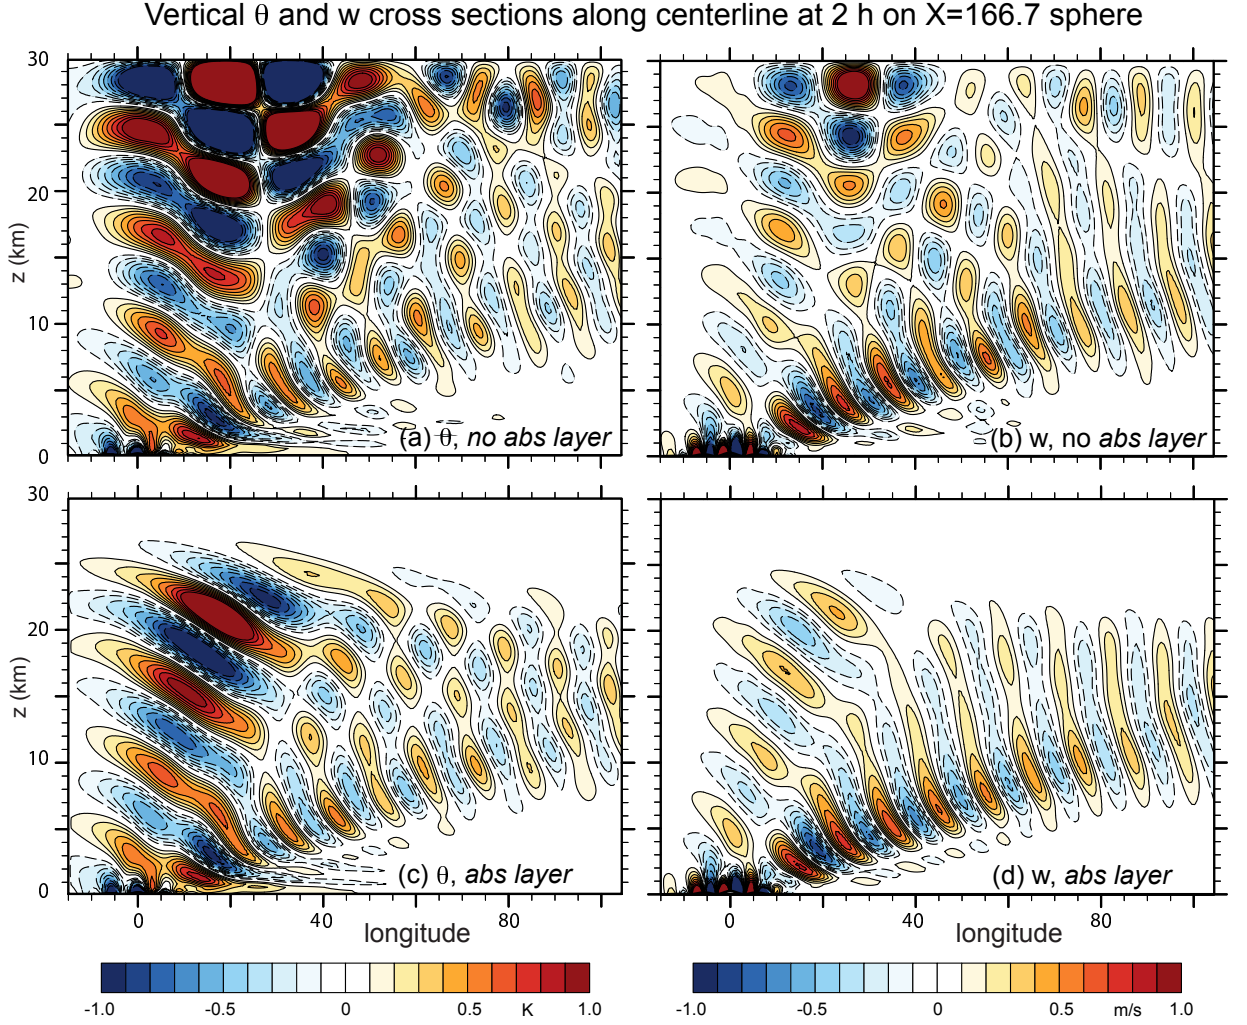 Vertical θ and w cross sections along centerline at 2 h on X=166.7 sphere
30
20
10
0
z (km)
(a) θ, no abs layer
(b) w, no abs layer
30
20
10
0
z (km)
(c) θ, abs layer
(d) w, abs layer
0 40 80
longitude
0 40 80
longitude
-1.0 -0.5 0 0.5 K 1.0
-1.0 -0.5 0 0.5 m/s 1.0